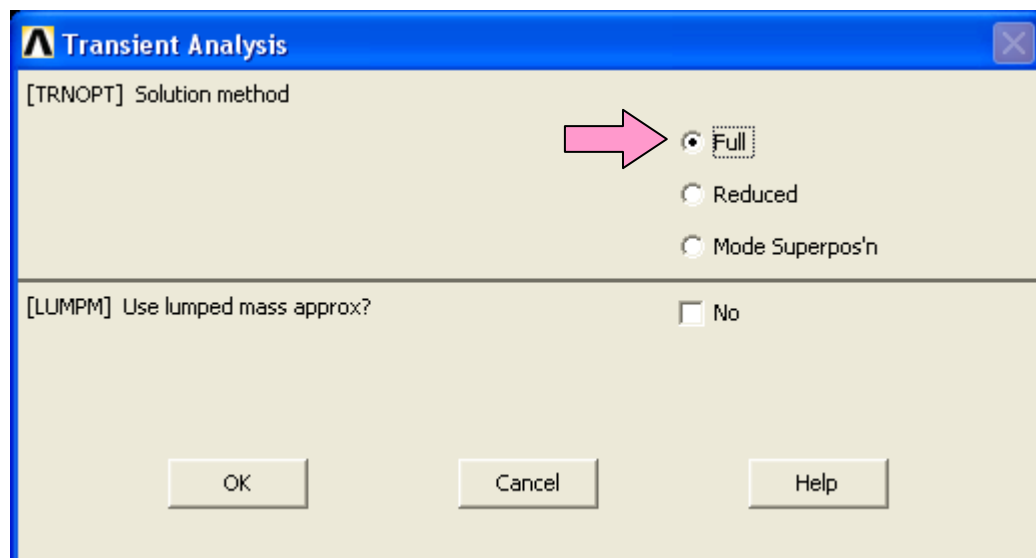 Transient Analysis
[TRNOPT] Solution method
Full
Reduced
Mode Superpos'n
[LUMPM] Use lumped mass approx?
No
OK
Cancel
Help